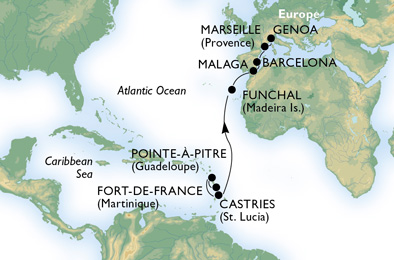 Europe
MARSEILLE
(Provence)
GENOA
MALAGA
BARCELONA
FUNCHAL
(Madeira Is.)
Atlantic Ocean
Caribbean
Sea
POINTE-À-PITRE
(Guadeloupe)
FORT-DE-FRANCE
(Martinique)
CASTRIES
(St. Lucia)